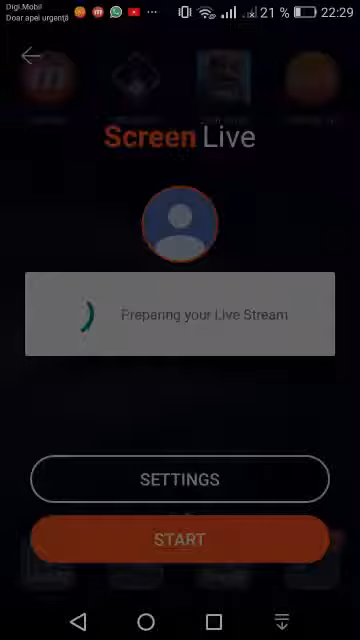 Digi.Mobil
Doar apel urgență
21 %
22:29
Screen Live
Preparing your Live Stream
SETTINGS
START